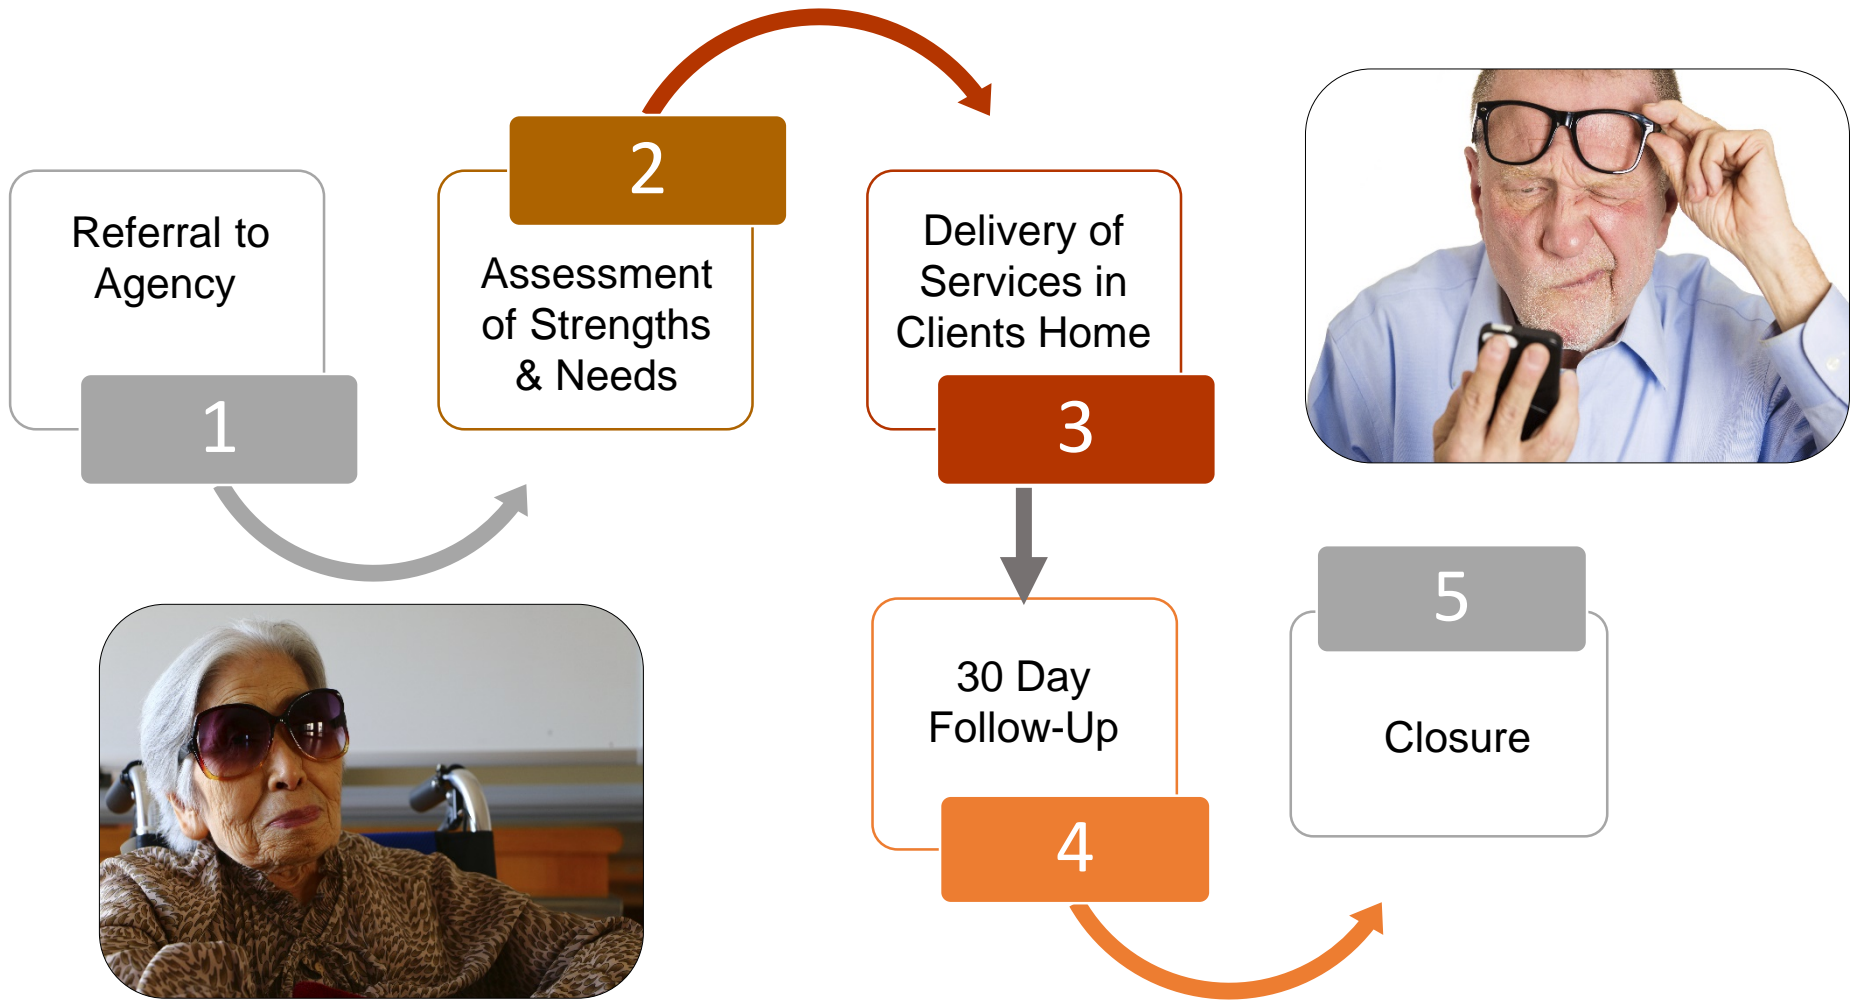 Referral to
Agency
1
2
Assessment
of Strengths
& Needs
Delivery of
Services in
Clients Home
3
30 Day
Follow-Up
4
5
Closure